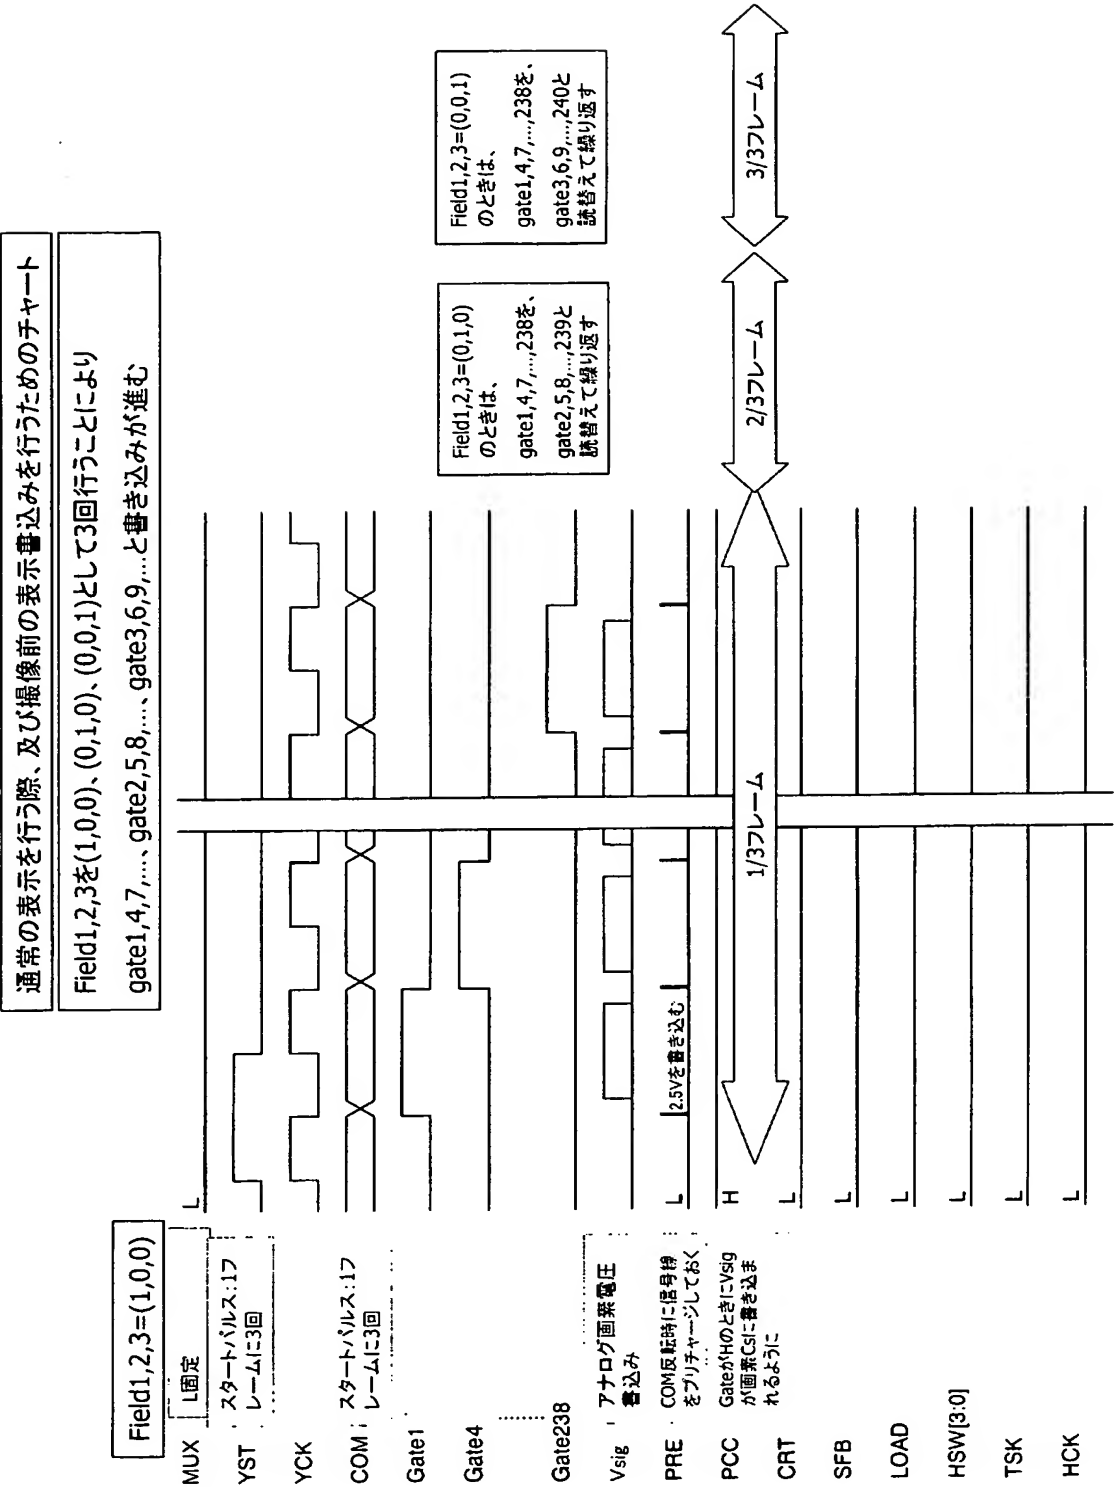 通常の表示を行う際、及び撮像前の表示書込みを行うためのチャート
Field1,2,3を(1,0,0)、(0,1,0)、(0,0,1)として3回行うことにより
gate1,4,7,...、gate2,5,8,...、gate3,6,9,...と書き込みが進む
Field1,2,3=(1,0,0)
MUX
L固定
L
YST
スタートパルス:1フ
レームに3回
YCK
COM
スタートパルス:1フ
レームに3回
Gate1
Gate4
Gate238
Vsig
アナログ画素電圧
書込み
PRE
COM反転時に信号線
をプリチャージしておく
L
2.5Vを書き込む
PCC
GateがHのときにVsig
が画素Csに書き込ま
れるように
H
CRT
L
SFB
L
LOAD
L
HSW[3:0]
L
TSK
L
HCK
L
1/3フレーム
2/3フレーム
3/3フレーム
Field1,2,3=(0,1,0)
のときは、
gate1,4,7,...,238を、
gate2,5,8,...,239と
読替えて繰り返す
Field1,2,3=(0,0,1)
のときは、
gate1,4,7,...,238を、
gate3,6,9,...,240と
読替えて繰り返す